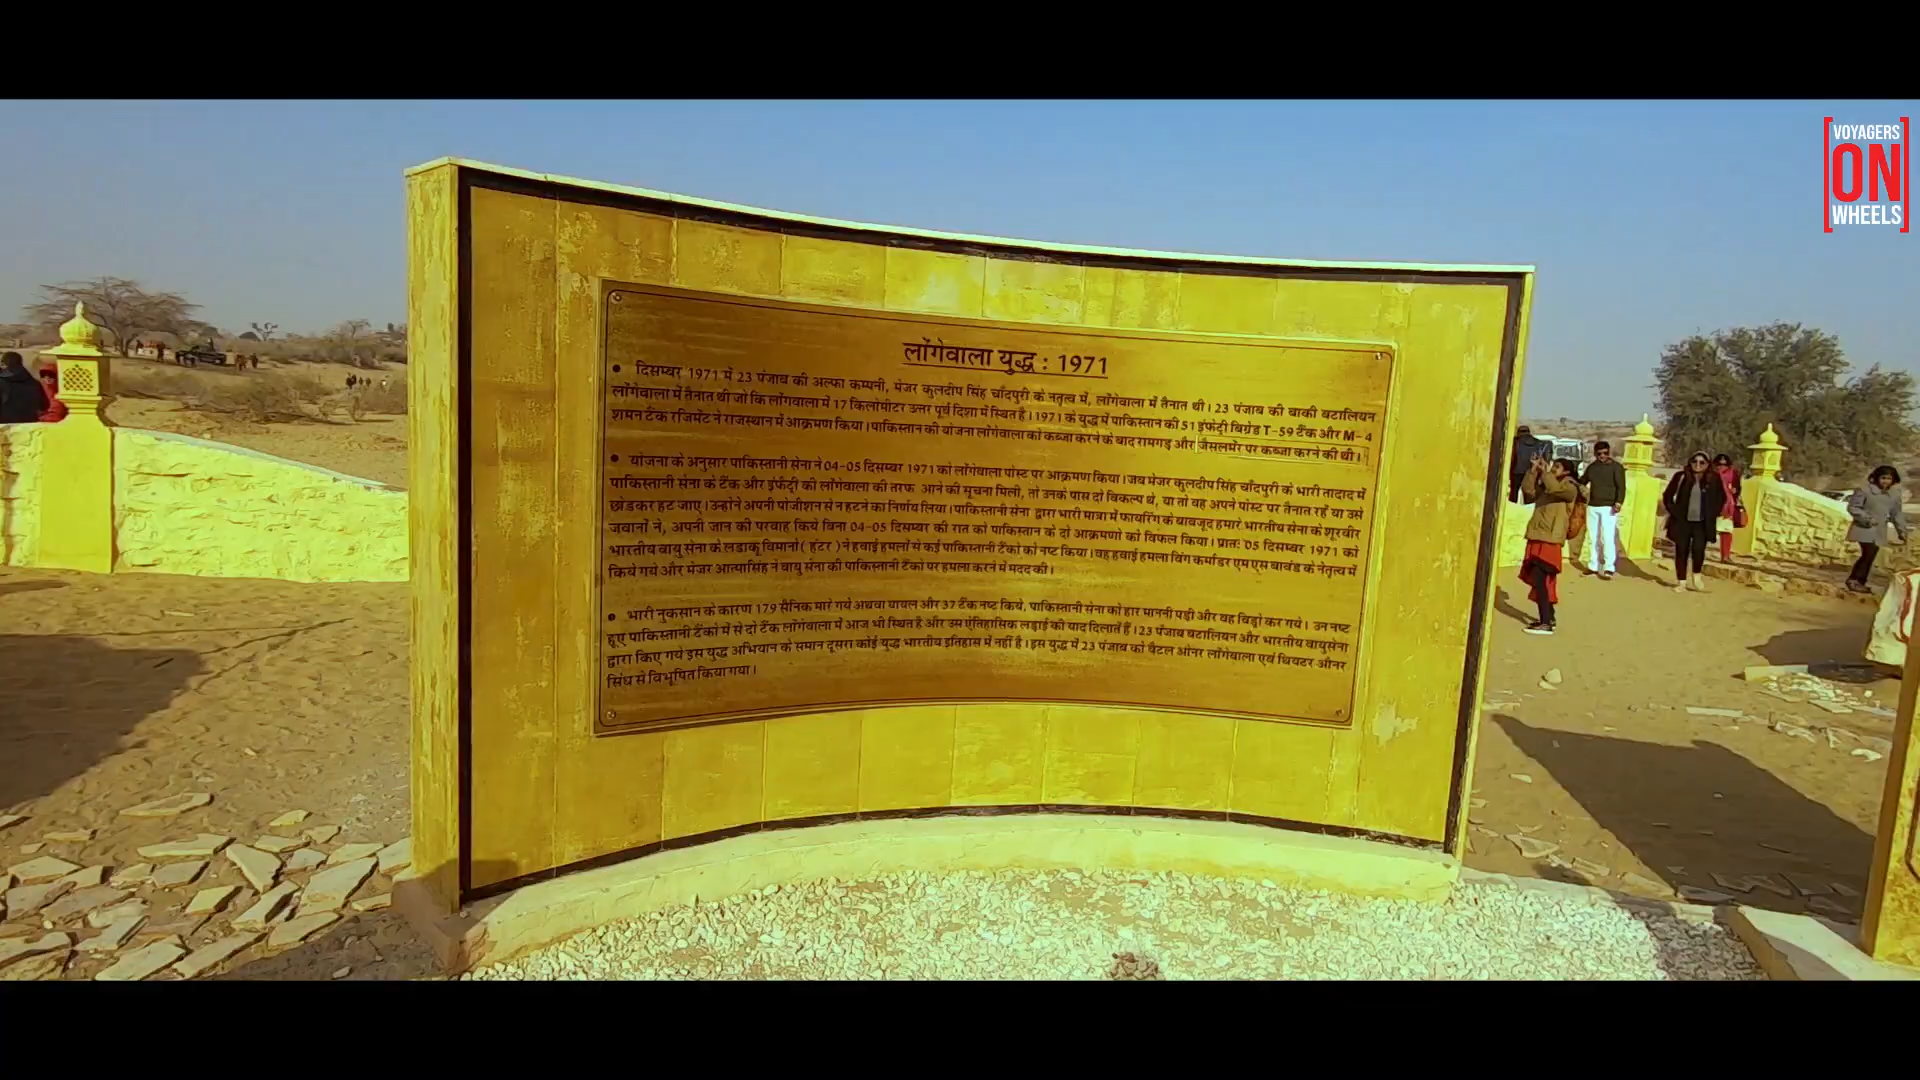 लोंगेवाला युद्ध : 1971
• दिसम्बर 1971 में 23 पंजाब की अल्फा कम्पनी, मेजर कुलदीप सिंह चाँदपुरी के नेतृत्व में, लोंगेवाला में तैनात थी। 23 पंजाब की बाकी बटालियन
लोंगेवाला में तैनात थी जो कि लोंगेवाला में 17 किलोमीटर उत्तर पूर्व दिशा में स्थित है। 1971 के युद्ध में पाकिस्तान की 51 इंफेंट्री ब्रिगेड T-59 टैंक और M-4
शमन टैंक रजिमेंट ने राजस्थान में आक्रमण किया। पाकिस्तान की योजना लोंगेवाला को कब्जा करने के बाद रामगढ़ और जैसलमेर पर कब्जा करने की थी।
• योजना के अनुसार पाकिस्तानी सेना ने 04-05 दिसम्बर 1971 को लोंगेवाला पोस्ट पर आक्रमण किया। जब मेजर कुलदीप सिंह चाँदपुरी के भारी तादाद में
पाकिस्तानी सेना के टैंक और इंफेंट्री की लोंगेवाला की तरफ आने की सूचना मिली, तो उनके पास दो विकल्प थे, या तो वह अपने पोस्ट पर तैनात रहें या उसे
छोडकर हट जाए। उन्होंने अपनी पोजीशन से न हटने का निर्णय लिया। पाकिस्तानी सेना द्वारा भारी मात्रा में फायरिंग के बावजूद हमारे भारतीय सेना के शूरवीर
जवानों ने, अपनी जान की परवाह किये बिना 04-05 दिसम्बर की रात को पाकिस्तान के दो आक्रमणो को विफल किया। प्रातः 05 दिसम्बर 1971 को
भारतीय वायु सेना के लडाकू विमानों ( हंटर ) ने हवाई हमलों से कई पाकिस्तानी टैंकों को नष्ट किया। वह हवाई हमला विंग कमांडर एम एस बावंड के नेतृत्व में
किये गये और मेजर आत्मासिंह ने वायु सेना की पाकिस्तानी टैंकों पर हमला करने में मदद की।
• भारी नुकसान के कारण 179 सैनिक मारे गये अथवा घायल और 37 टैंक नष्ट किये, पाकिस्तानी सेना को हार माननी पड़ी और वह विड्रो कर गये। उन नष्ट
हुए पाकिस्तानी टैंकों में से दो टैंक लोंगेवाला में आज भी स्थित है और उस ऐतिहासिक लड़ाई की याद दिलाते हैं। 23 पंजाब बटालियन और भारतीय वायुसेना
द्वारा किए गये इस युद्ध अभियान के समान दूसरा कोई युद्ध भारतीय इतिहास में नहीं है। इस युद्ध में 23 पंजाब को बैटल ऑनर लोंगेवाला एवं थियटर ऑनर
सिंध से विभूषित किया गया।
VOYAGERS
ON
WHEELS